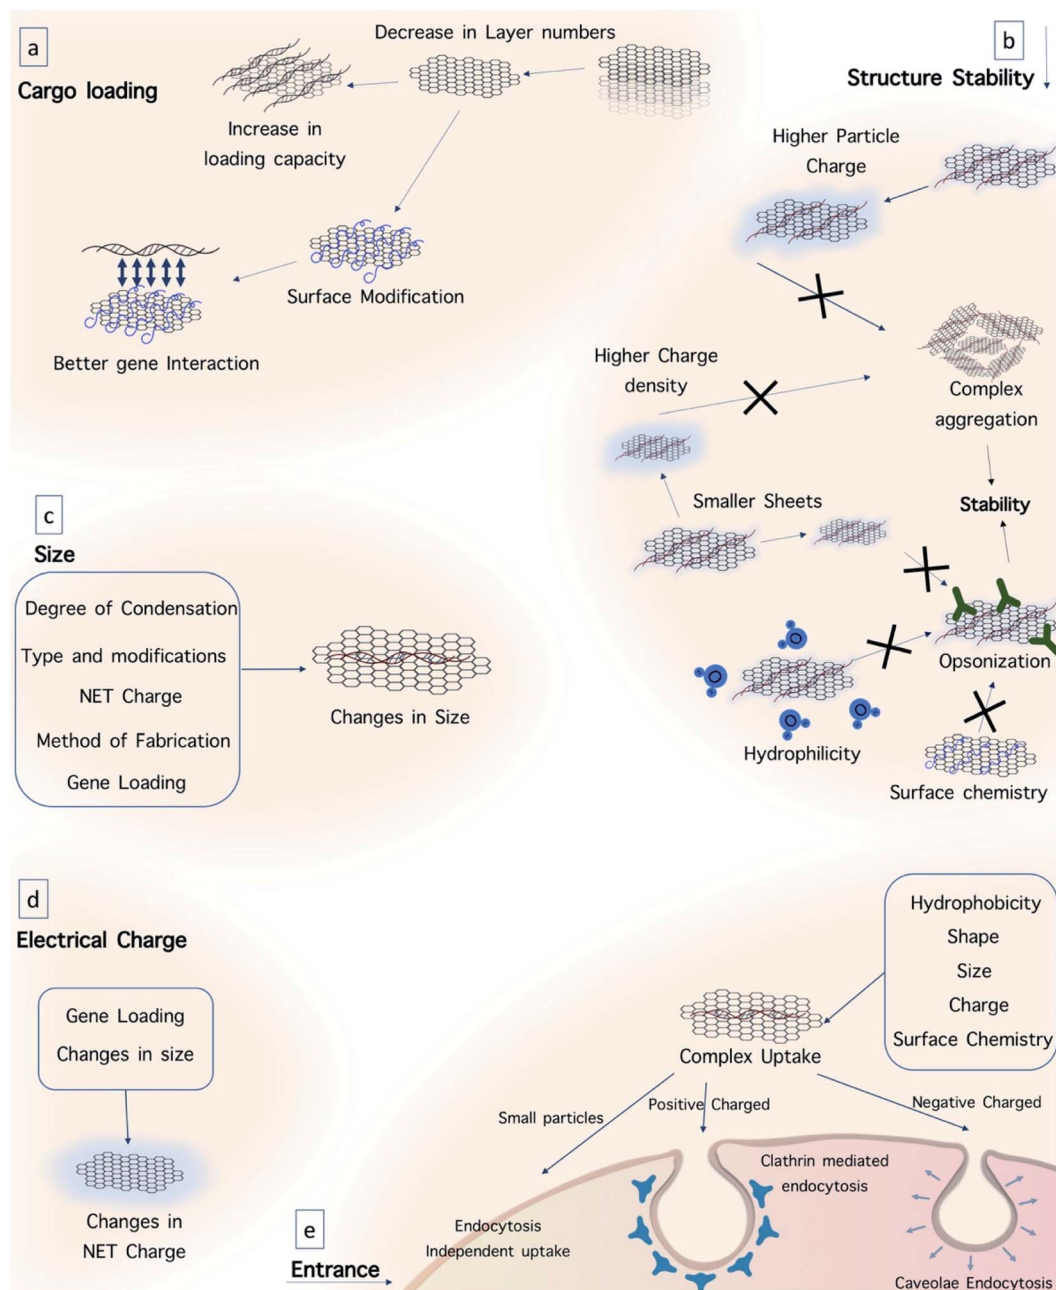 a
Cargo loading
Decrease in Layer numbers
Increase in
loading capacity
Surface Modification
Better gene Interaction
b
Structure Stability
Higher Particle
Charge
Higher Charge
density
Complex
aggregation
Smaller Sheets
Stability
Opsonization
Hydrophilicity
Surface chemistry
c
Size
Degree of Condensation
Type and modifications
NET Charge
Method of Fabrication
Gene Loading
Changes in Size
d
Electrical Charge
Gene Loading
Changes in size
Changes in
NET Charge
e
Entrance
Hydrophobicity
Shape
Size
Charge
Surface Chemistry
Complex Uptake
Small particles
Positive Charged
Negative Charged
Endocytosis
Independent uptake
Clathrin mediated
endocytosis
Caveolae Endocytosis